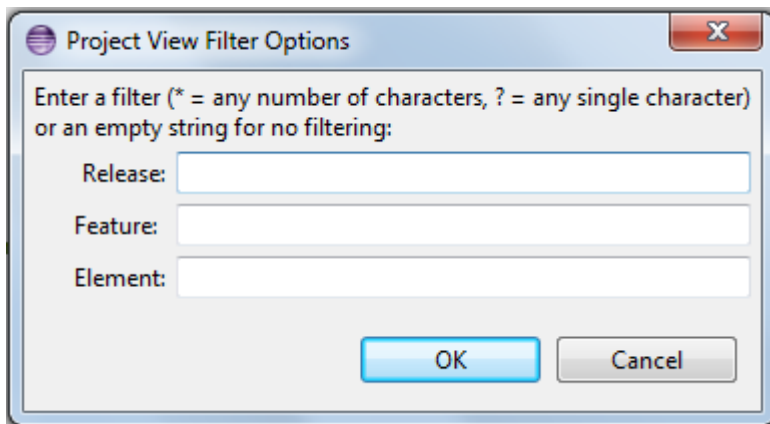 Project View Filter Options
Enter a filter (* = any number of characters, ? = any single character)
or an empty string for no filtering:
Release:
Feature:
Element:
OK Cancel